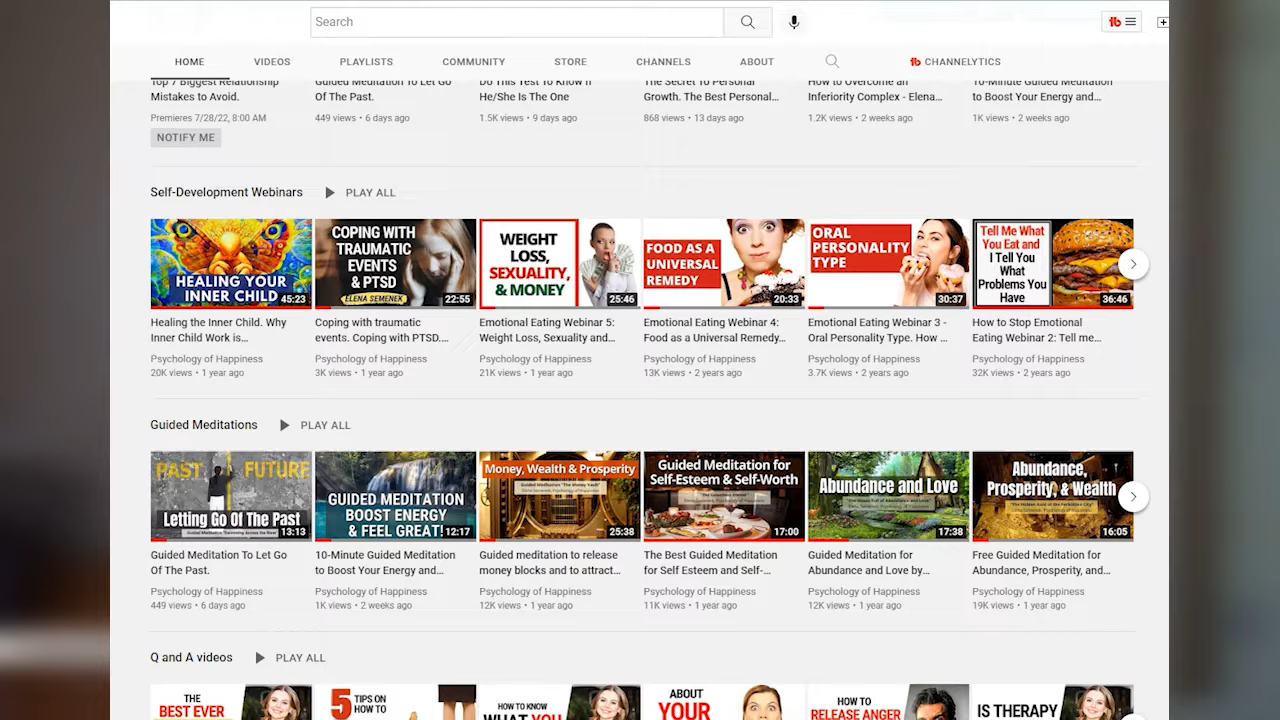 Search
HOME
VIDEOS
PLAYLISTS
COMMUNITY
STORE
CHANNELS
ABOUT
CHANNELYTICS
Top 7 Biggest Relationship
Mistakes to Avoid.
Premieres 7/28/22, 8:00 AM
NOTIFY ME
Guided Meditation To Let Go
Of The Past.
449 views • 6 days ago
Do This Test To Know If
He/She Is The One
1.5K views • 9 days ago
The Secret To Personal
Growth. The Best Personal...
868 views • 13 days ago
How to Overcome an
Inferiority Complex - Elena...
1.2K views • 2 weeks ago
10-Minute Guided Meditation
to Boost Your Energy and...
1K views • 2 weeks ago
Self-Development Webinars
PLAY ALL
HEALING YOUR
INNER CHILD
45:23
Healing the Inner Child. Why
Inner Child Work is...
Psychology of Happiness
20K views • 1 year ago
COPING WITH
TRAUMATIC
EVENTS
& PTSD
ELENA SEMENEK
22:55
Coping with traumatic
events. Coping with PTSD....
Psychology of Happiness
3K views • 1 year ago
WEIGHT
LOSS,
SEXUALITY,
& MONEY
25:46
Emotional Eating Webinar 5:
Weight Loss, Sexuality and...
Psychology of Happiness
21K views • 1 year ago
FOOD AS A
UNIVERSAL
REMEDY
20:33
Emotional Eating Webinar 4:
Food as a Universal Remedy...
Psychology of Happiness
13K views • 2 years ago
ORAL
PERSONALITY
TYPE
30:37
Emotional Eating Webinar 3 -
Oral Personality Type. How ...
Psychology of Happiness
3.7K views • 2 years ago
Tell Me What
You Eat and
I Tell You
What
Problems You
Have
36:46
How to Stop Emotional
Eating Webinar 2: Tell me...
Psychology of Happiness
32K views • 2 years ago
Guided Meditations
PLAY ALL
PAST FUTURE
Letting Go Of The Past
13:13
Guided Meditation To Let Go
Of The Past.
Psychology of Happiness
449 views • 6 days ago
GUIDED MEDITATION
BOOST ENERGY
& FEEL GREAT!
12:17
10-Minute Guided Meditation
to Boost Your Energy and...
Psychology of Happiness
1K views • 2 weeks ago
Money, Wealth & Prosperity
25:38
Guided meditation to release
money blocks and to attract...
Psychology of Happiness
12K views • 1 year ago
Guided Meditation for
Self-Esteem & Self-Worth
17:00
The Best Guided Meditation
for Self Esteem and Self-...
Psychology of Happiness
11K views • 1 year ago
Abundance and Love
17:38
Guided Meditation for
Abundance and Love by...
Psychology of Happiness
12K views • 1 year ago
Abundance,
Prosperity, & Wealth
16:05
Free Guided Meditation for
Abundance, Prosperity, and...
Psychology of Happiness
19K views • 1 year ago
Q and A videos
PLAY ALL
THE
BEST EVER
5 TIPS ON
HOW TO
HOW TO KNOW
WHAT YOU
ABOUT
YOUR
HOW TO
RELEASE ANGER
IS THERAPY